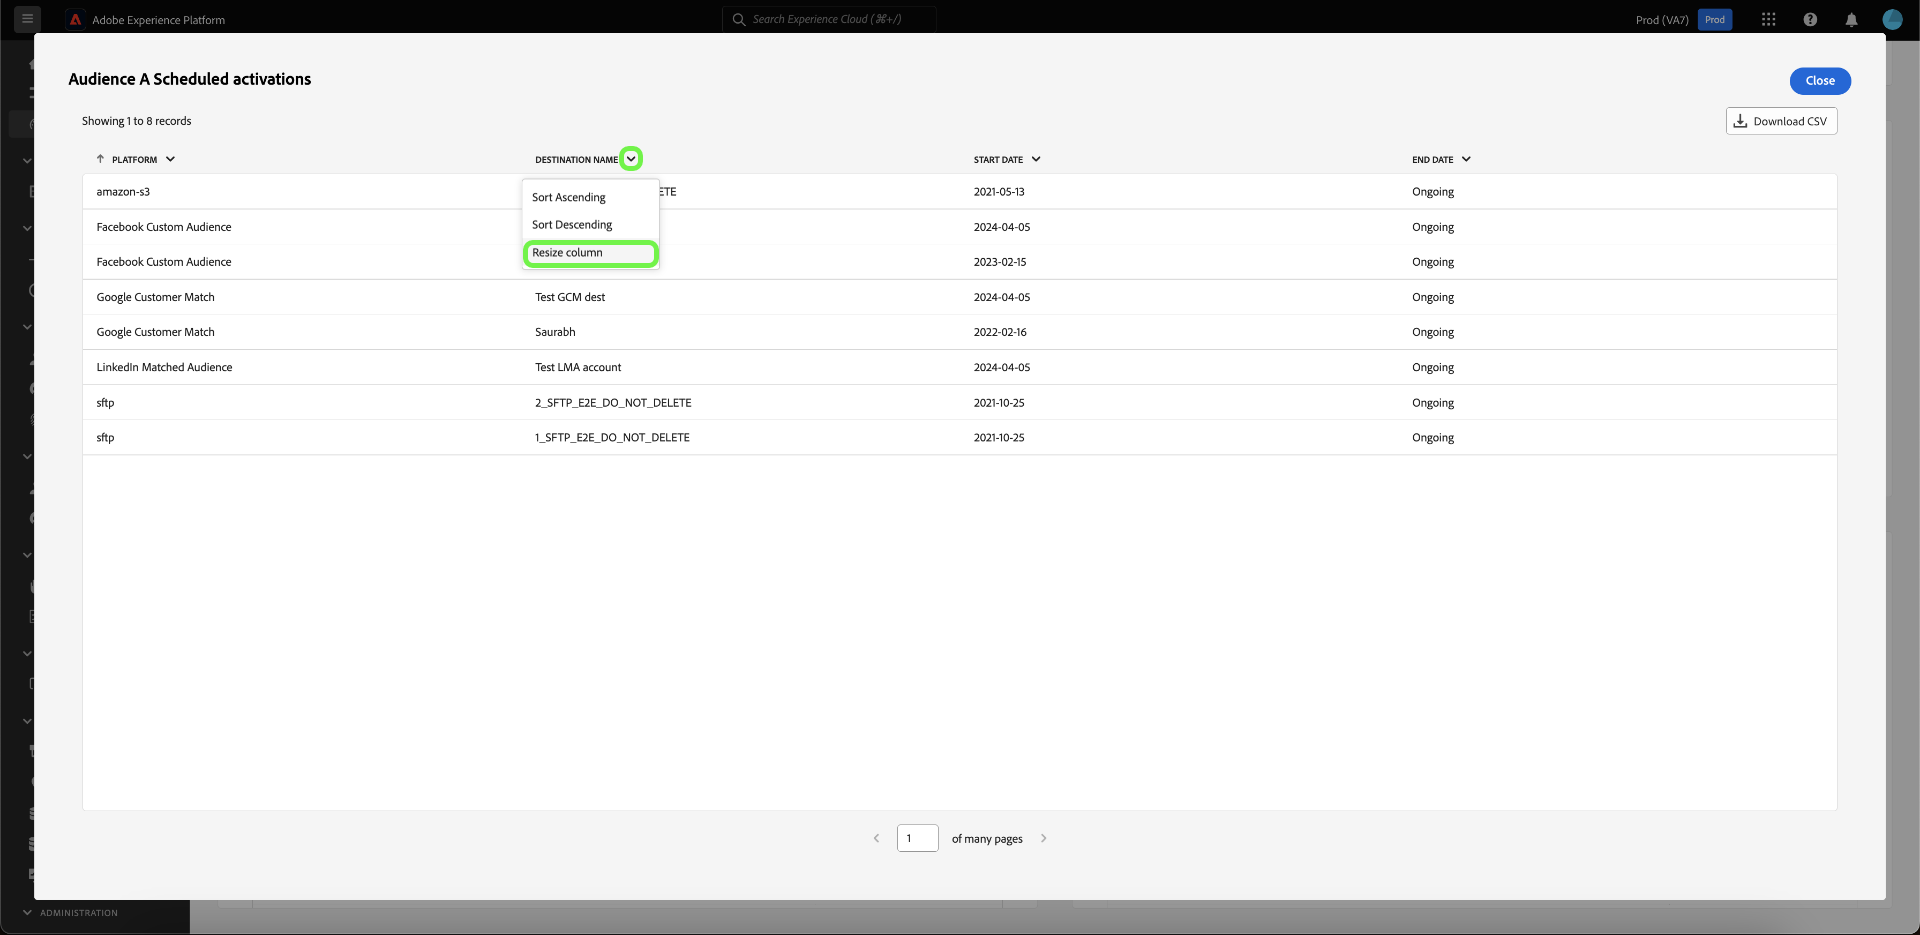 Adobe Experience Platform
Search Experience Cloud (⌘+/)
Prod (VA7) Prod
Audience A Scheduled activations
Close
Showing 1 to 8 records
Download CSV
PLATFORM DESTINATION NAME START DATE END DATE
amazon-s3 ETE 2021-05-13 Ongoing
Sort Ascending
Sort Descending
Resize column
Facebook Custom Audience 2024-04-05 Ongoing
Facebook Custom Audience 2023-02-15 Ongoing
Google Customer Match Test GCM dest 2024-04-05 Ongoing
Google Customer Match Saurabh 2022-02-16 Ongoing
LinkedIn Matched Audience Test LMA account 2024-04-05 Ongoing
sftp 2_SFTP_E2E_DO_NOT_DELETE 2021-10-25 Ongoing
sftp 1_SFTP_E2E_DO_NOT_DELETE 2021-10-25 Ongoing
1 of many pages
ADMINISTRATION